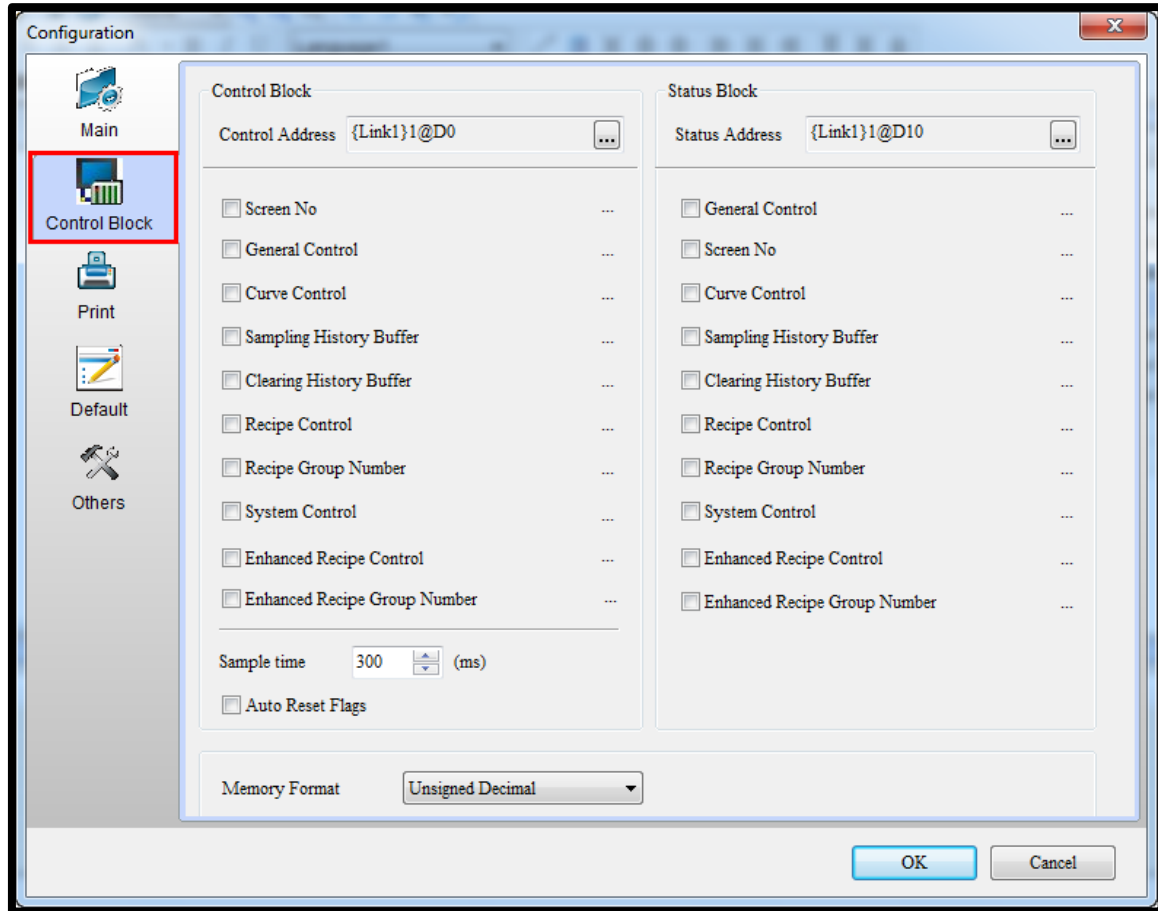 Configuration
Main
Control Block
Print
Default
Others
Control Block
Control Address {Link1}1@D0 ...
Screen No ...
General Control ...
Curve Control ...
Sampling History Buffer ...
Clearing History Buffer ...
Recipe Control ...
Recipe Group Number ...
System Control ...
Enhanced Recipe Control ...
Enhanced Recipe Group Number ...
Sample time 300 (ms)
Auto Reset Flags
Status Block
Status Address {Link1}1@D10 ...
General Control ...
Screen No ...
Curve Control ...
Sampling History Buffer ...
Clearing History Buffer ...
Recipe Control ...
Recipe Group Number ...
System Control ...
Enhanced Recipe Control ...
Enhanced Recipe Group Number ...
Memory Format Unsigned Decimal
OK Cancel